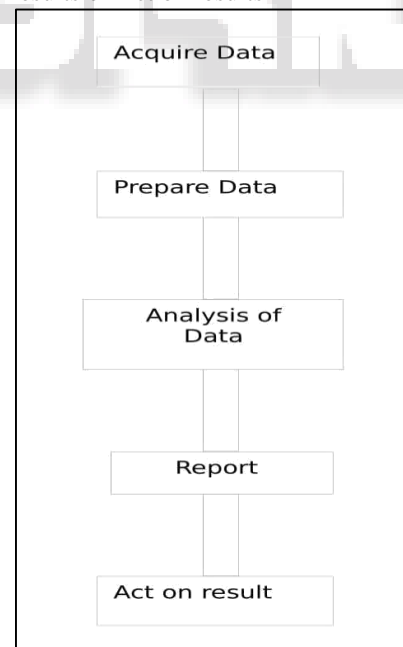 Acquire Data
Prepare Data
Analysis of
Data
Report
Act on result